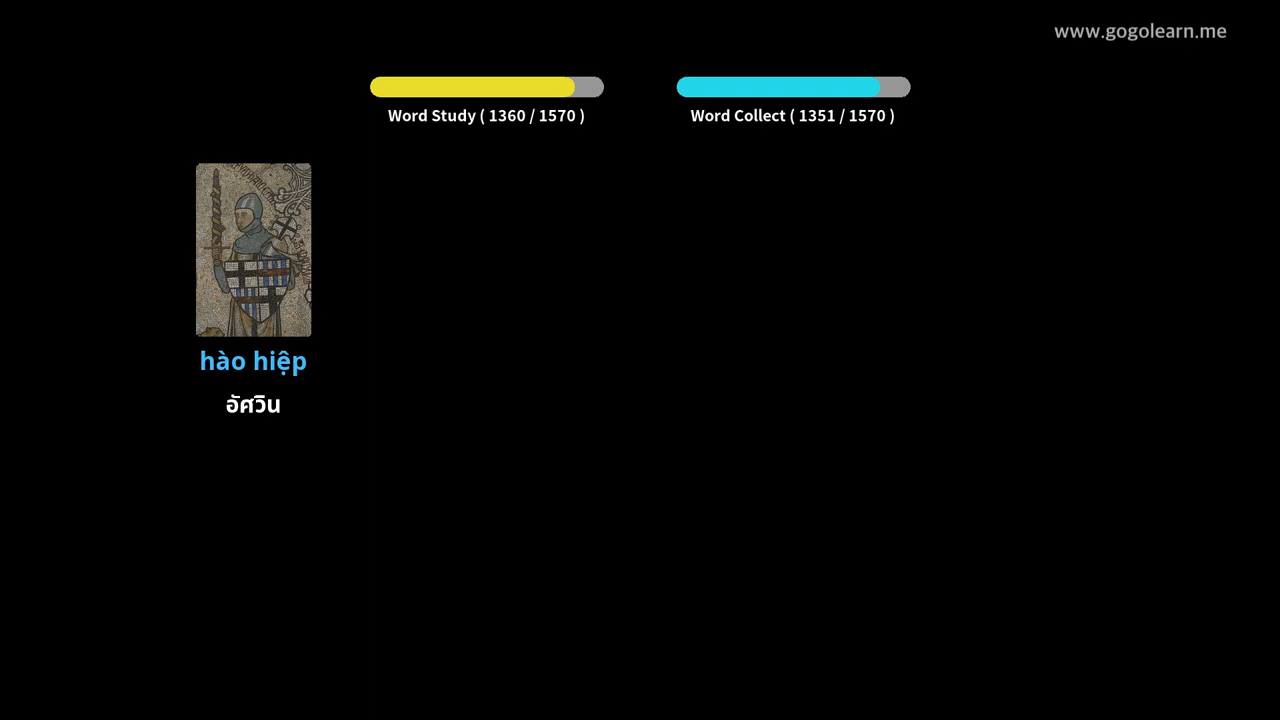 www.gogolearn.me
Word Study ( 1360 / 1570 )
Word Collect ( 1351 / 1570 )
hào hiệp
อัศวิน